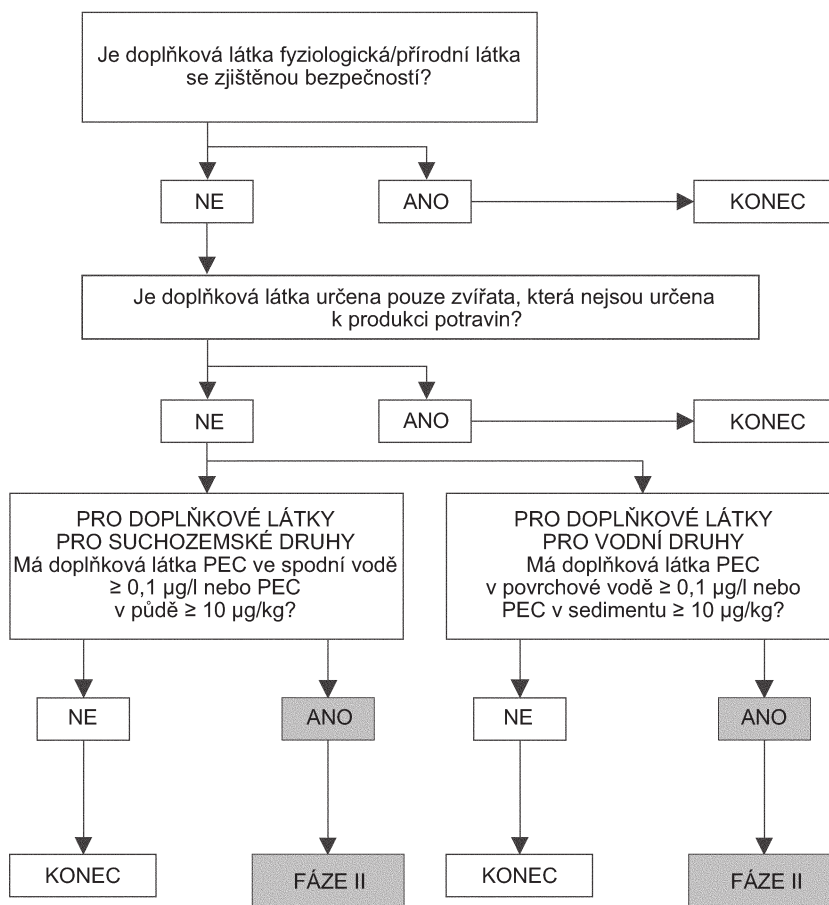 Je doplňková látka fyziologická/přírodní látka
se zjištěnou bezpečností?
NE
ANO
KONEC
Je doplňková látka určena pouze zvířata, která nejsou určena
k produkci potravin?
NE
ANO
KONEC
PRO DOPLŇKOVÉ LÁTKY
PRO SUCHOZEMSKÉ DRUHY
Má doplňková látka PEC ve spodní vodě
≥ 0,1 μg/l nebo PEC
v půdě ≥ 10 μg/kg?
PRO DOPLŇKOVÉ LÁTKY
PRO VODNÍ DRUHY
Má doplňková látka PEC
v povrchové vodě ≥ 0,1 μg/l nebo
PEC v sedimentu ≥ 10 μg/kg?
NE
ANO
NE
ANO
KONEC
FÁZE II
KONEC
FÁZE II